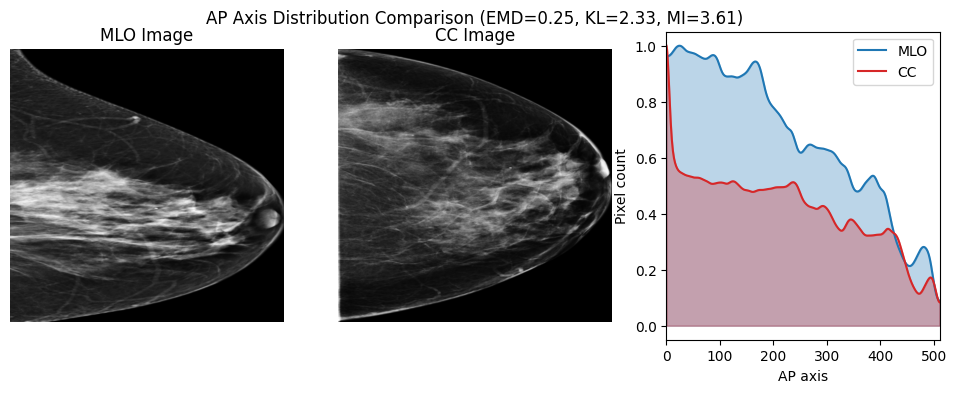 AP Axis Distribution Comparison (EMD=0.25, KL=2.33, MI=3.61)
MLO Image
CC Image
MLO
CC
Pixel count
1.0
0.8
0.6
0.4
0.2
0.0
0 100 200 300 400 500
AP axis